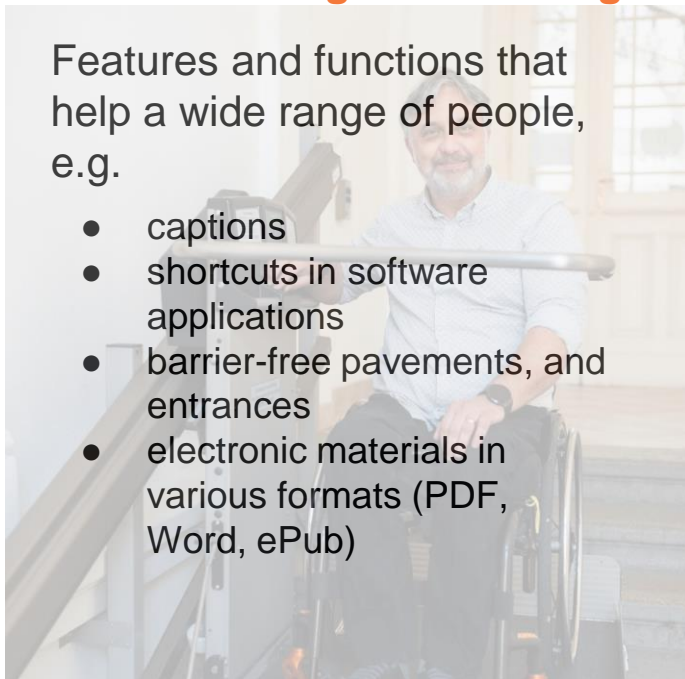 Features and functions that
help a wide range of people,
e.g.
● captions
● shortcuts in software
applications
● barrier-free pavements, and
entrances
● electronic materials in
various formats (PDF,
Word, ePub)